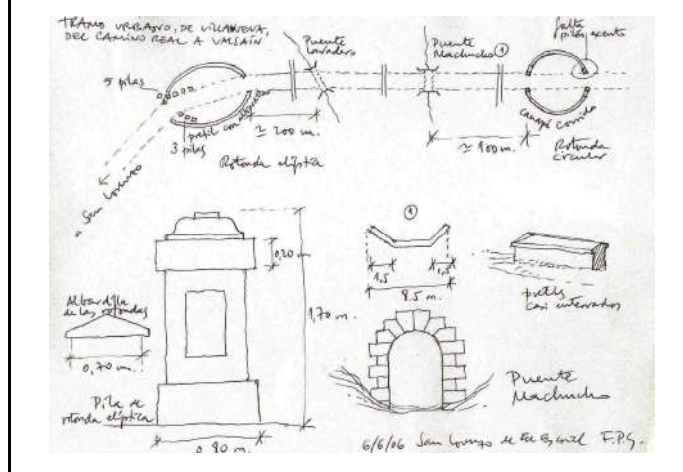 TRAMO URBANO, DE VILLANUEVA,
DEL CAMINO REAL A VALSAÍN
Puente
Lavadero
Puente
Machucho ①
falta
pilón exento
5 pilas
pretil con
3 pilas
≃ 200 m.
Rotonda elíptica
≃ 900 m.
canapé corrido
Rotonda
circular
a San Lorenzo
0,20 m
1,70 m.
Albardilla
de las rotondas
0,70 m.
Pila de
rotonda elíptica
0.90 m.
①
1,5
1,5
8.5 m.
pretiles
casi enterrados
Puente
Machucho
6/6/06 San Lorenzo de El Escorial F.P.G.